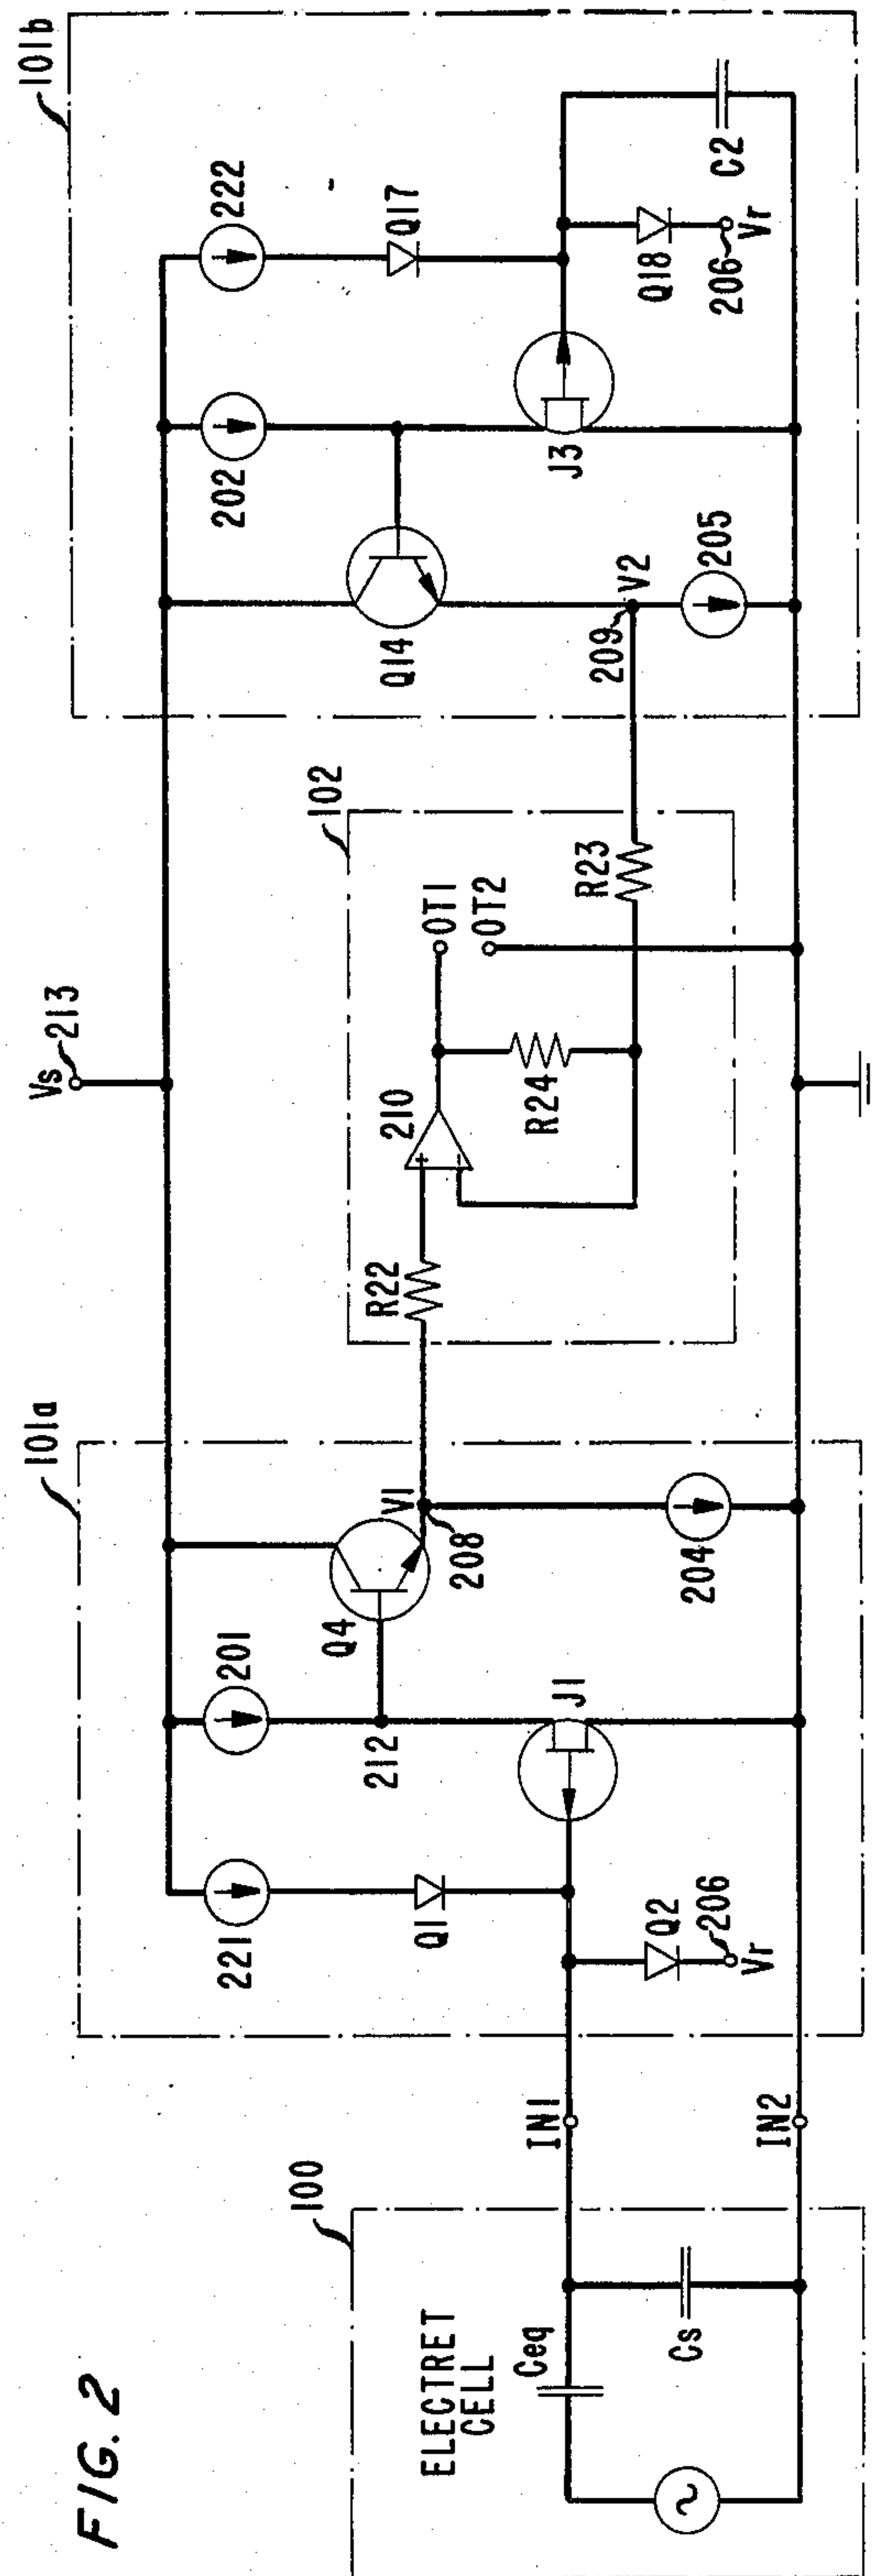 FIG. 2
100
ELECTRET
CELL
Ceq
Cs
IN1
IN2
101a
221
Q1
Q2
206
Vr
201
212
J1
Q4
V1
208
204
Vs
213
102
R22
210
+
−
R24
OT1
OT2
R23
101b
Q14
209
V2
205
202
J3
222
Q17
Q18
206
Vr
C2